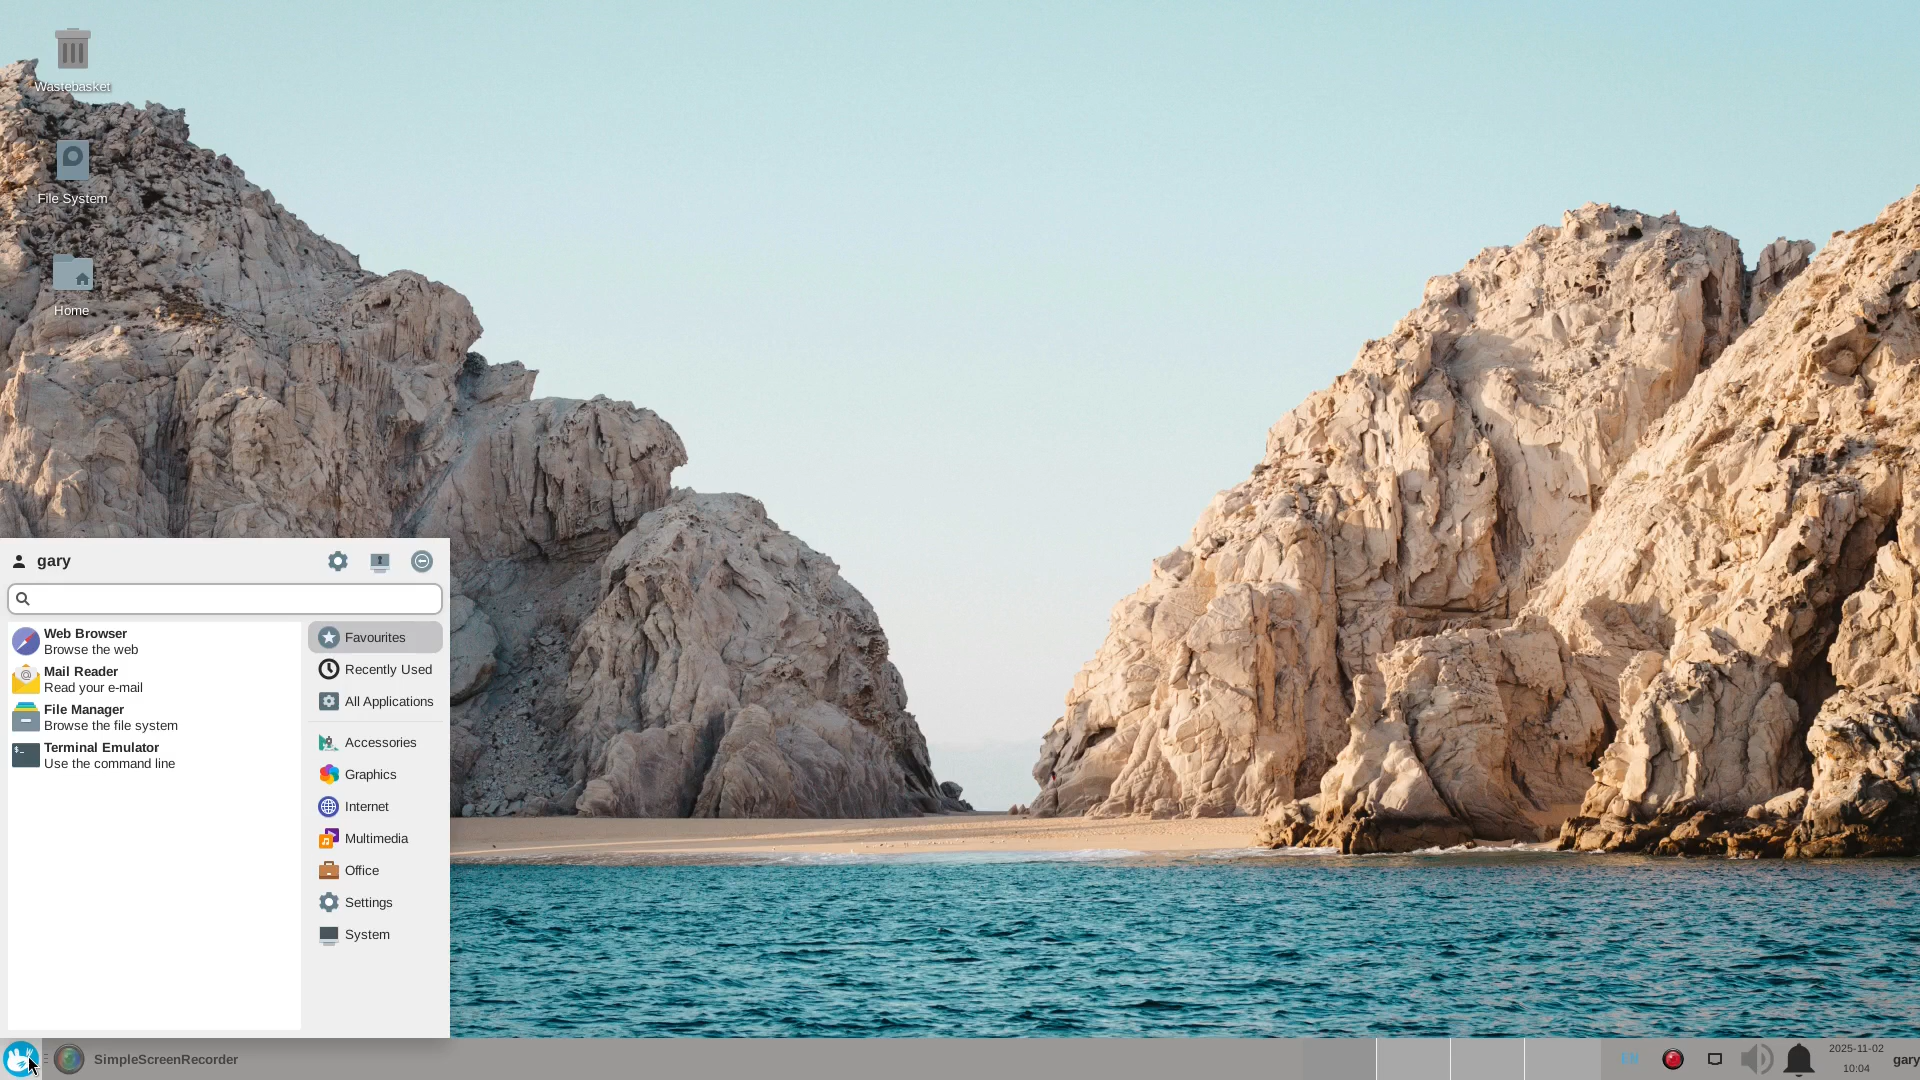 Wastebasket
File System
Home
gary
Web Browser
Browse the web
Mail Reader
Read your e-mail
File Manager
Browse the file system
Terminal Emulator
Use the command line
Favourites
Recently Used
All Applications
Accessories
Graphics
Internet
Multimedia
Office
Settings
System
SimpleScreenRecorder
EN
2025-11-02
10:04
gary